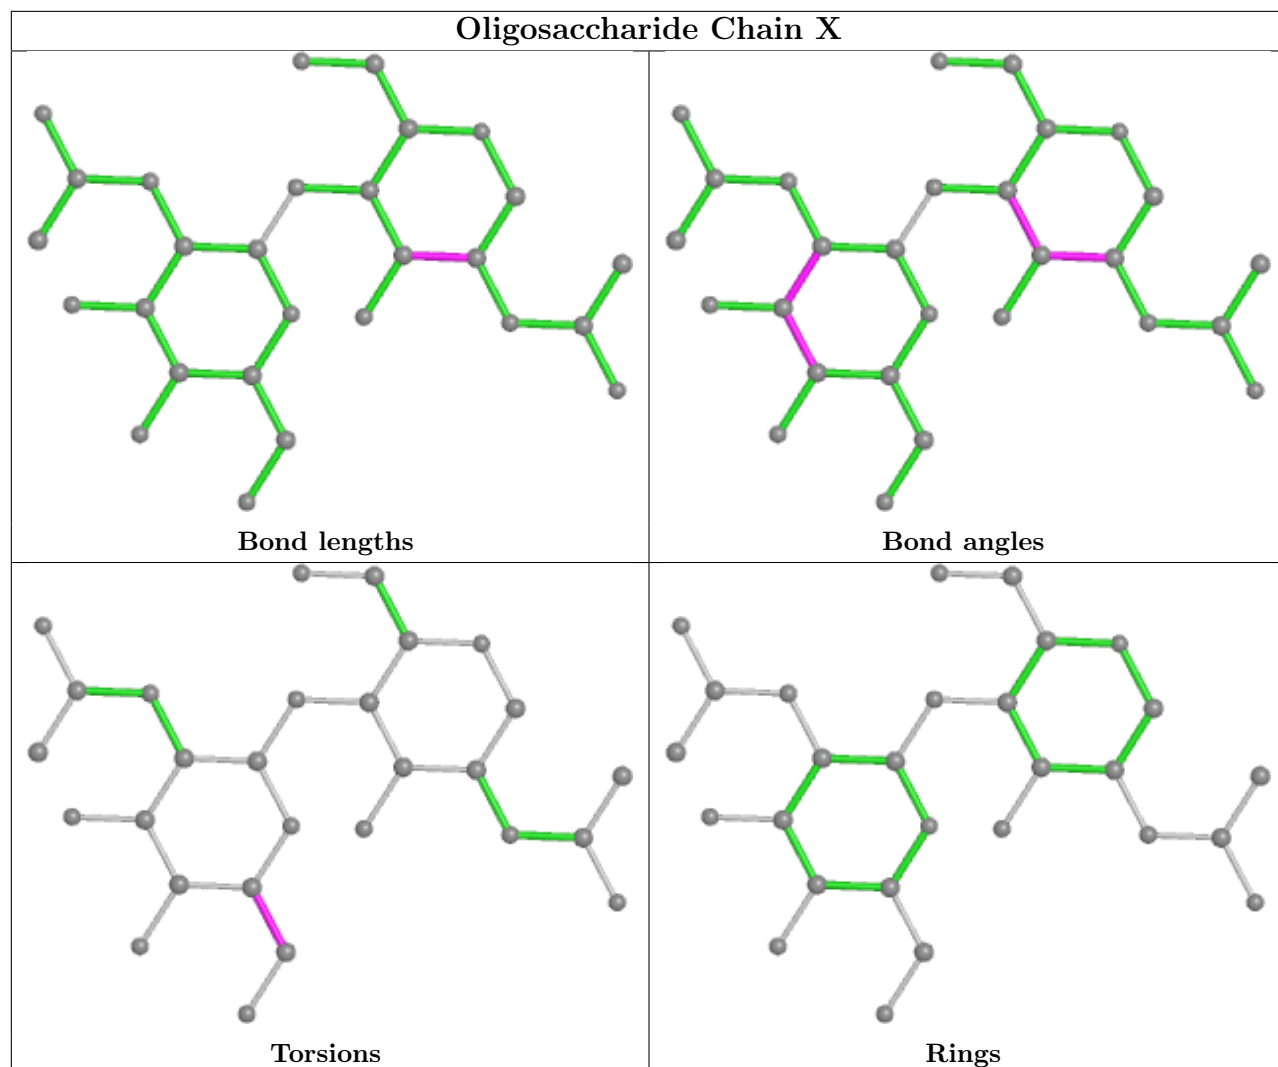 Oligosaccharide Chain X
Bond lengths
Bond angles
Torsions
Rings